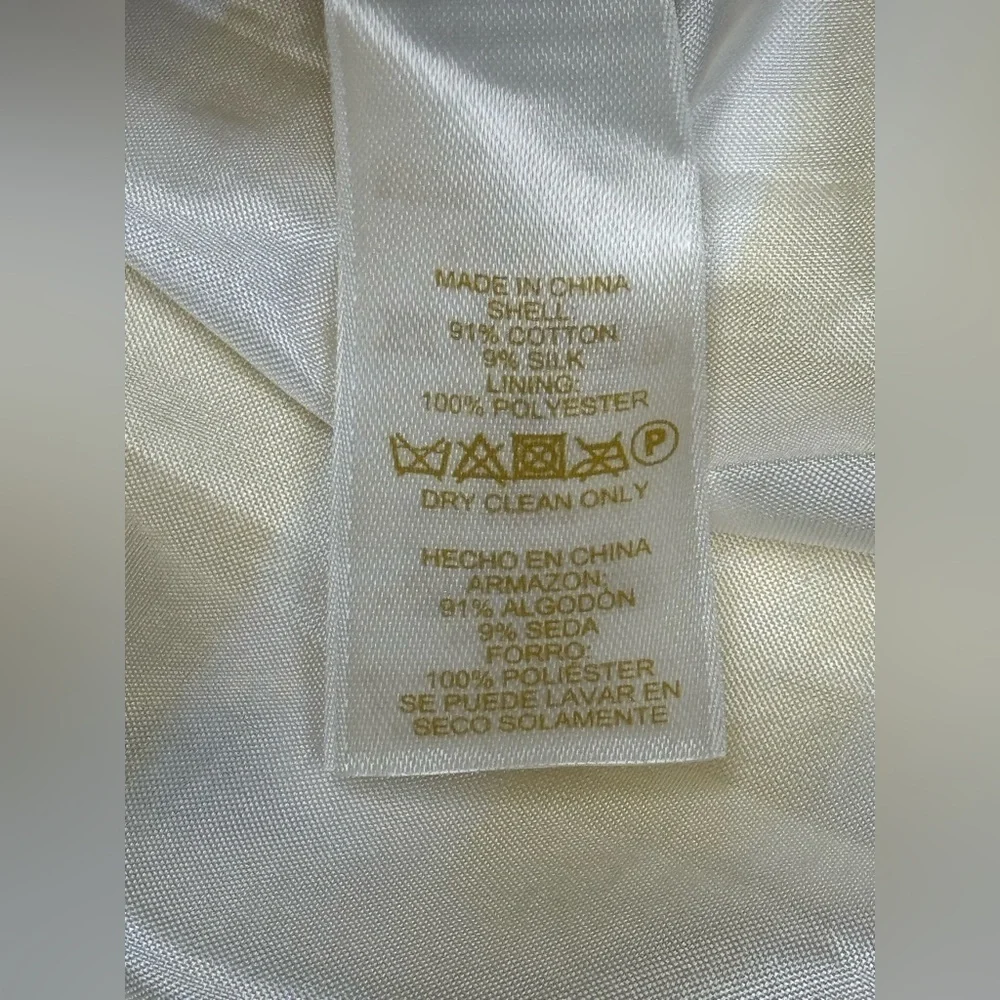 MADE IN CHINA
SHELL:
91% COTTON
9% SILK
LINING:
100% POLYESTER
P
DRY CLEAN ONLY
HECHO EN CHINA
ARMAZON:
91% ALGODÓN
9% SEDA
FORRO:
100% POLIÉSTER
SE PUEDE LAVAR EN
SECO SOLAMENTE